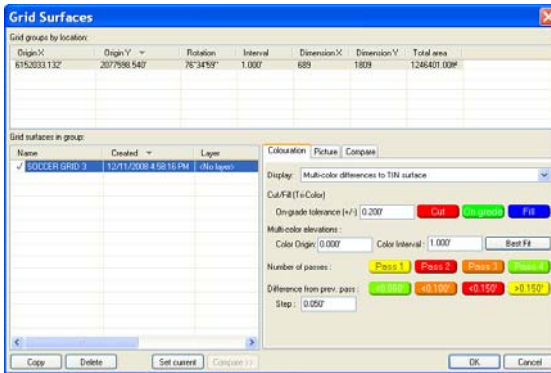 Grid Surfaces
Grid groups by location:
Origin X Origin Y Rotation Interval Dimension X Dimension Y Total area
6152033.132' 2077598.540' 76°34'59" 1.000' 689 1809 1246401.00ft²
Grid surfaces in group:
Name Created Layer
SOCCER GRID 3 12/11/2008 4:58:16 PM <No layer>
Colouration Picture Compare
Display: Multi-color differences to TIN surface
Cut/Fill (Tri-Color)
On-grade tolerance (+/-) 0.200' Cut On grade Fill
Multi-color elevations :
Color Origin: 0.000' Color Interval : 1.000' Best Fit
Number of passes : Pass 1 Pass 2 Pass 3 Pass 4
Difference from prev. pass : <0.050' <0.100' <0.150' >0.150'
Step : 0.050'
Copy Delete Set current Compare >> OK Cancel